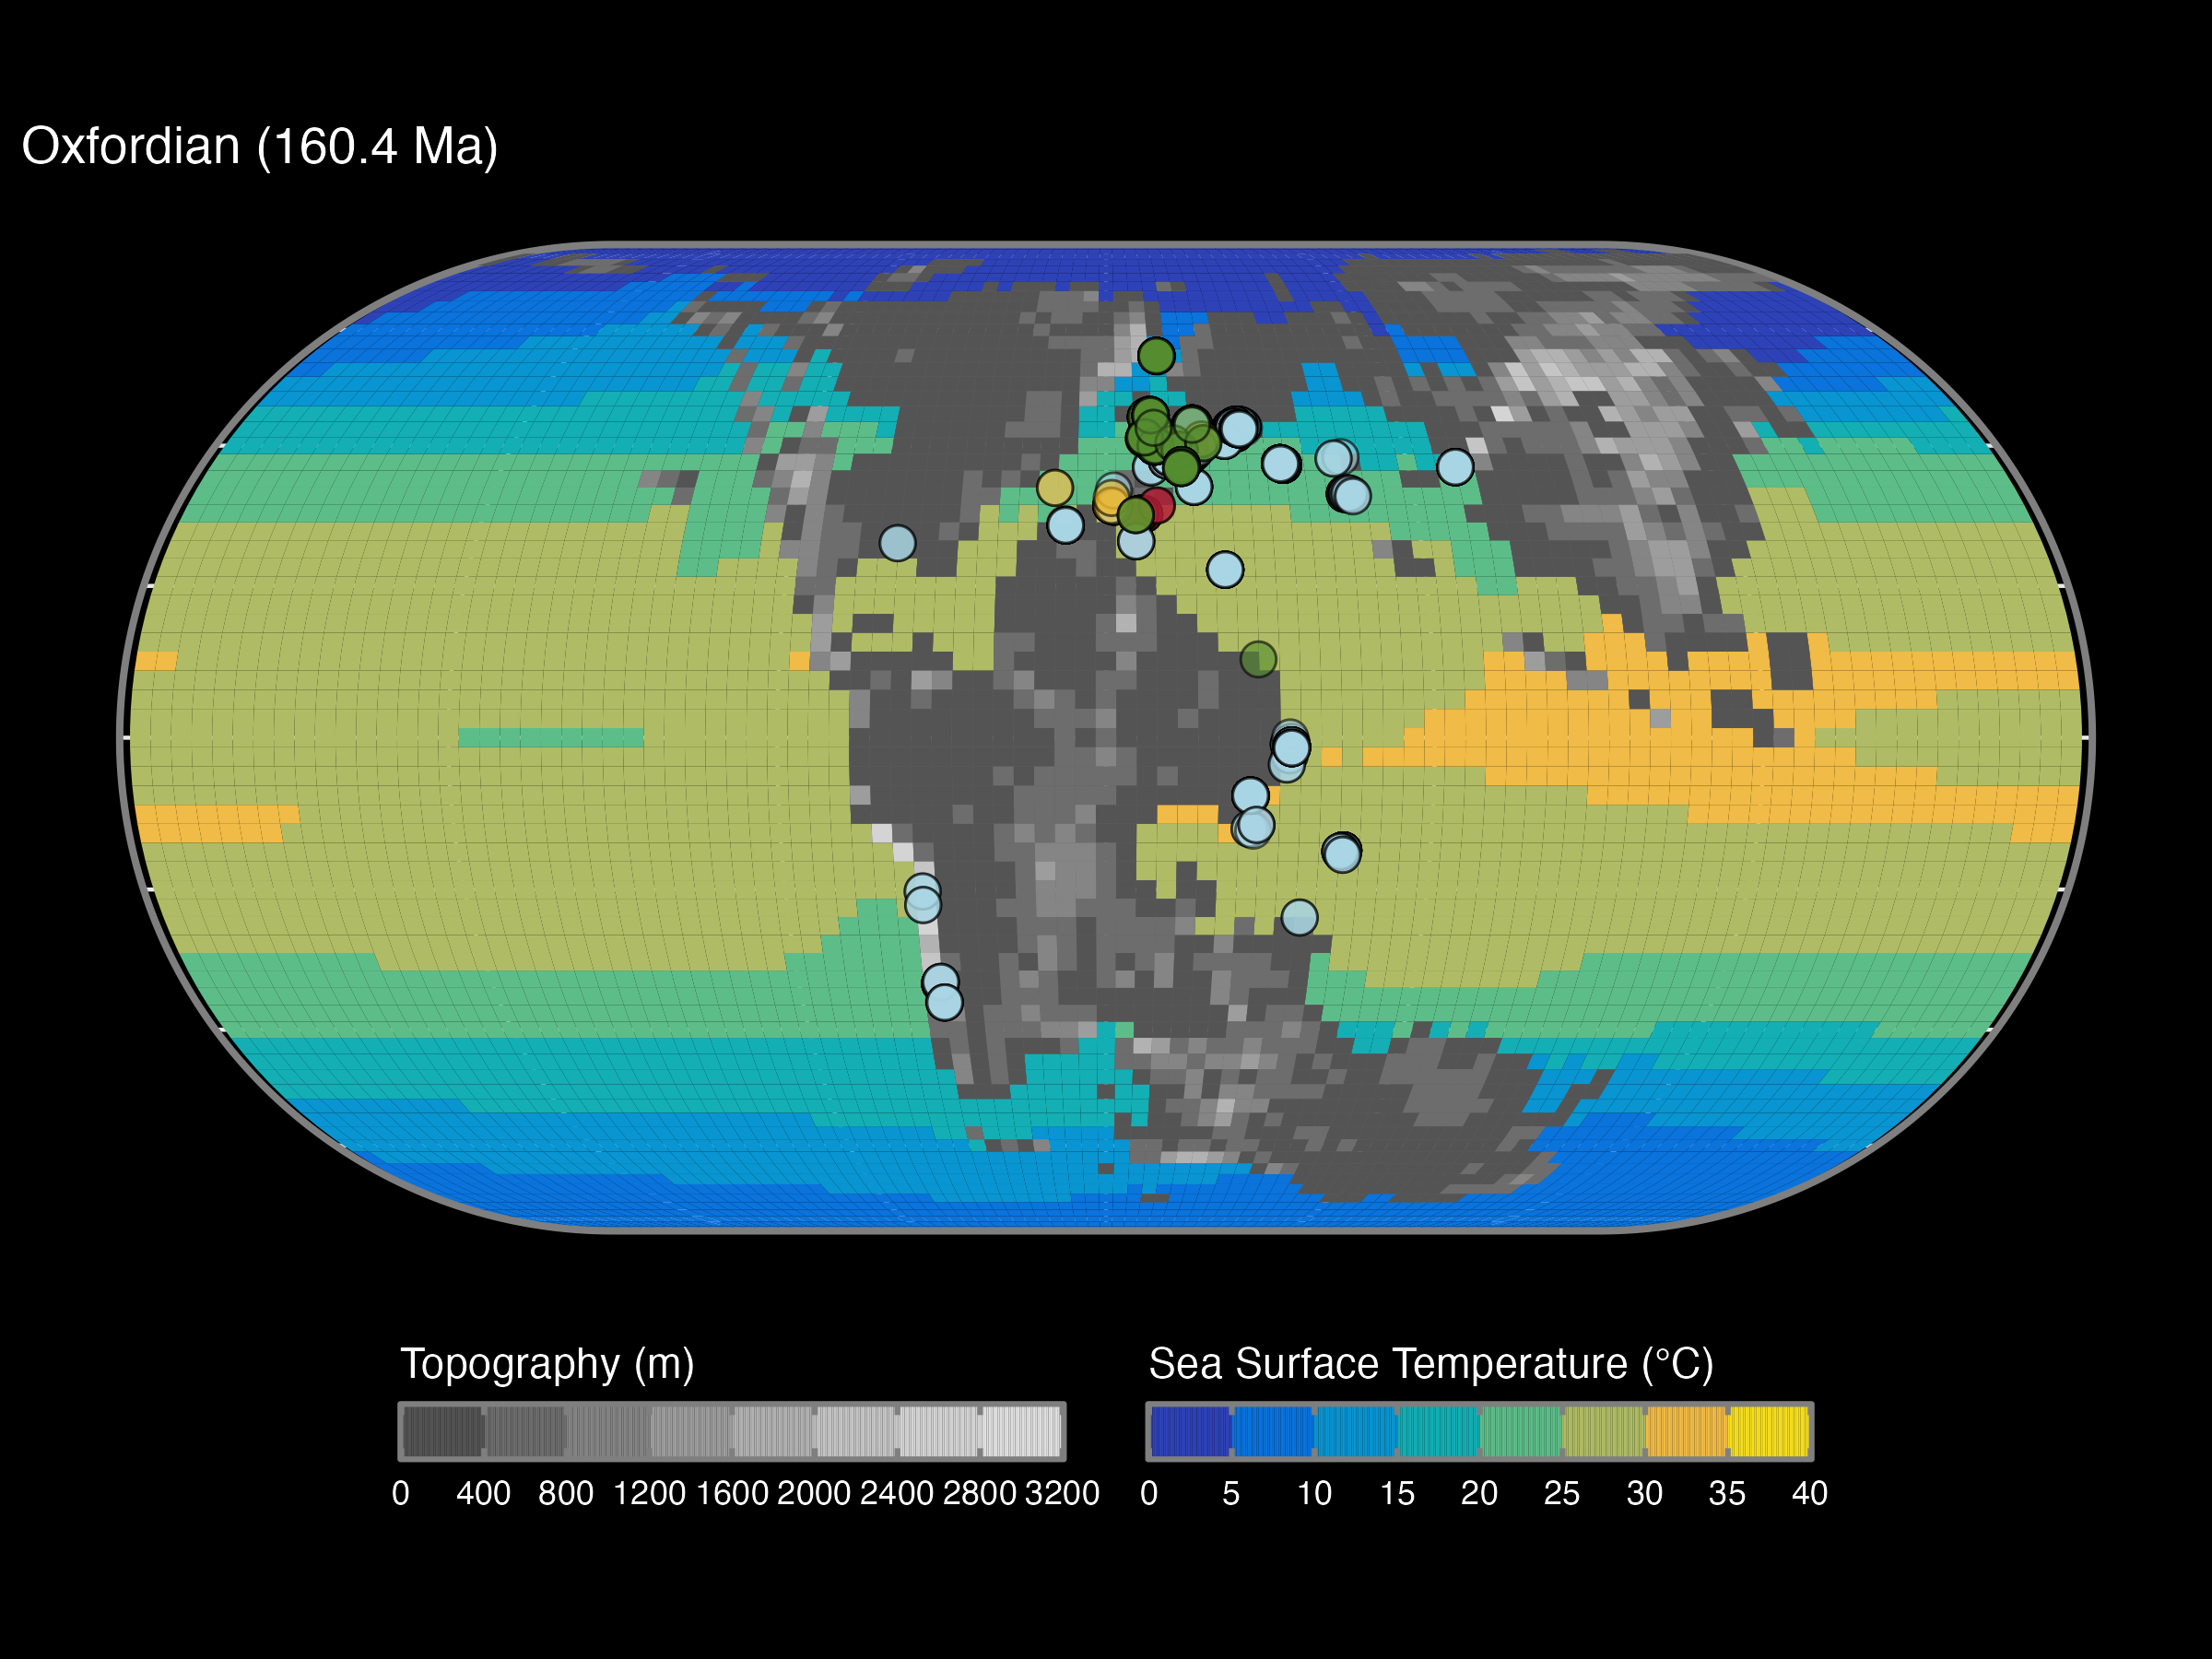 Oxfordian (160.4 Ma)
Topography (m)
0 400 800 1200 1600 2000 2400 2800 3200
Sea Surface Temperature (°C)
0 5 10 15 20 25 30 35 40